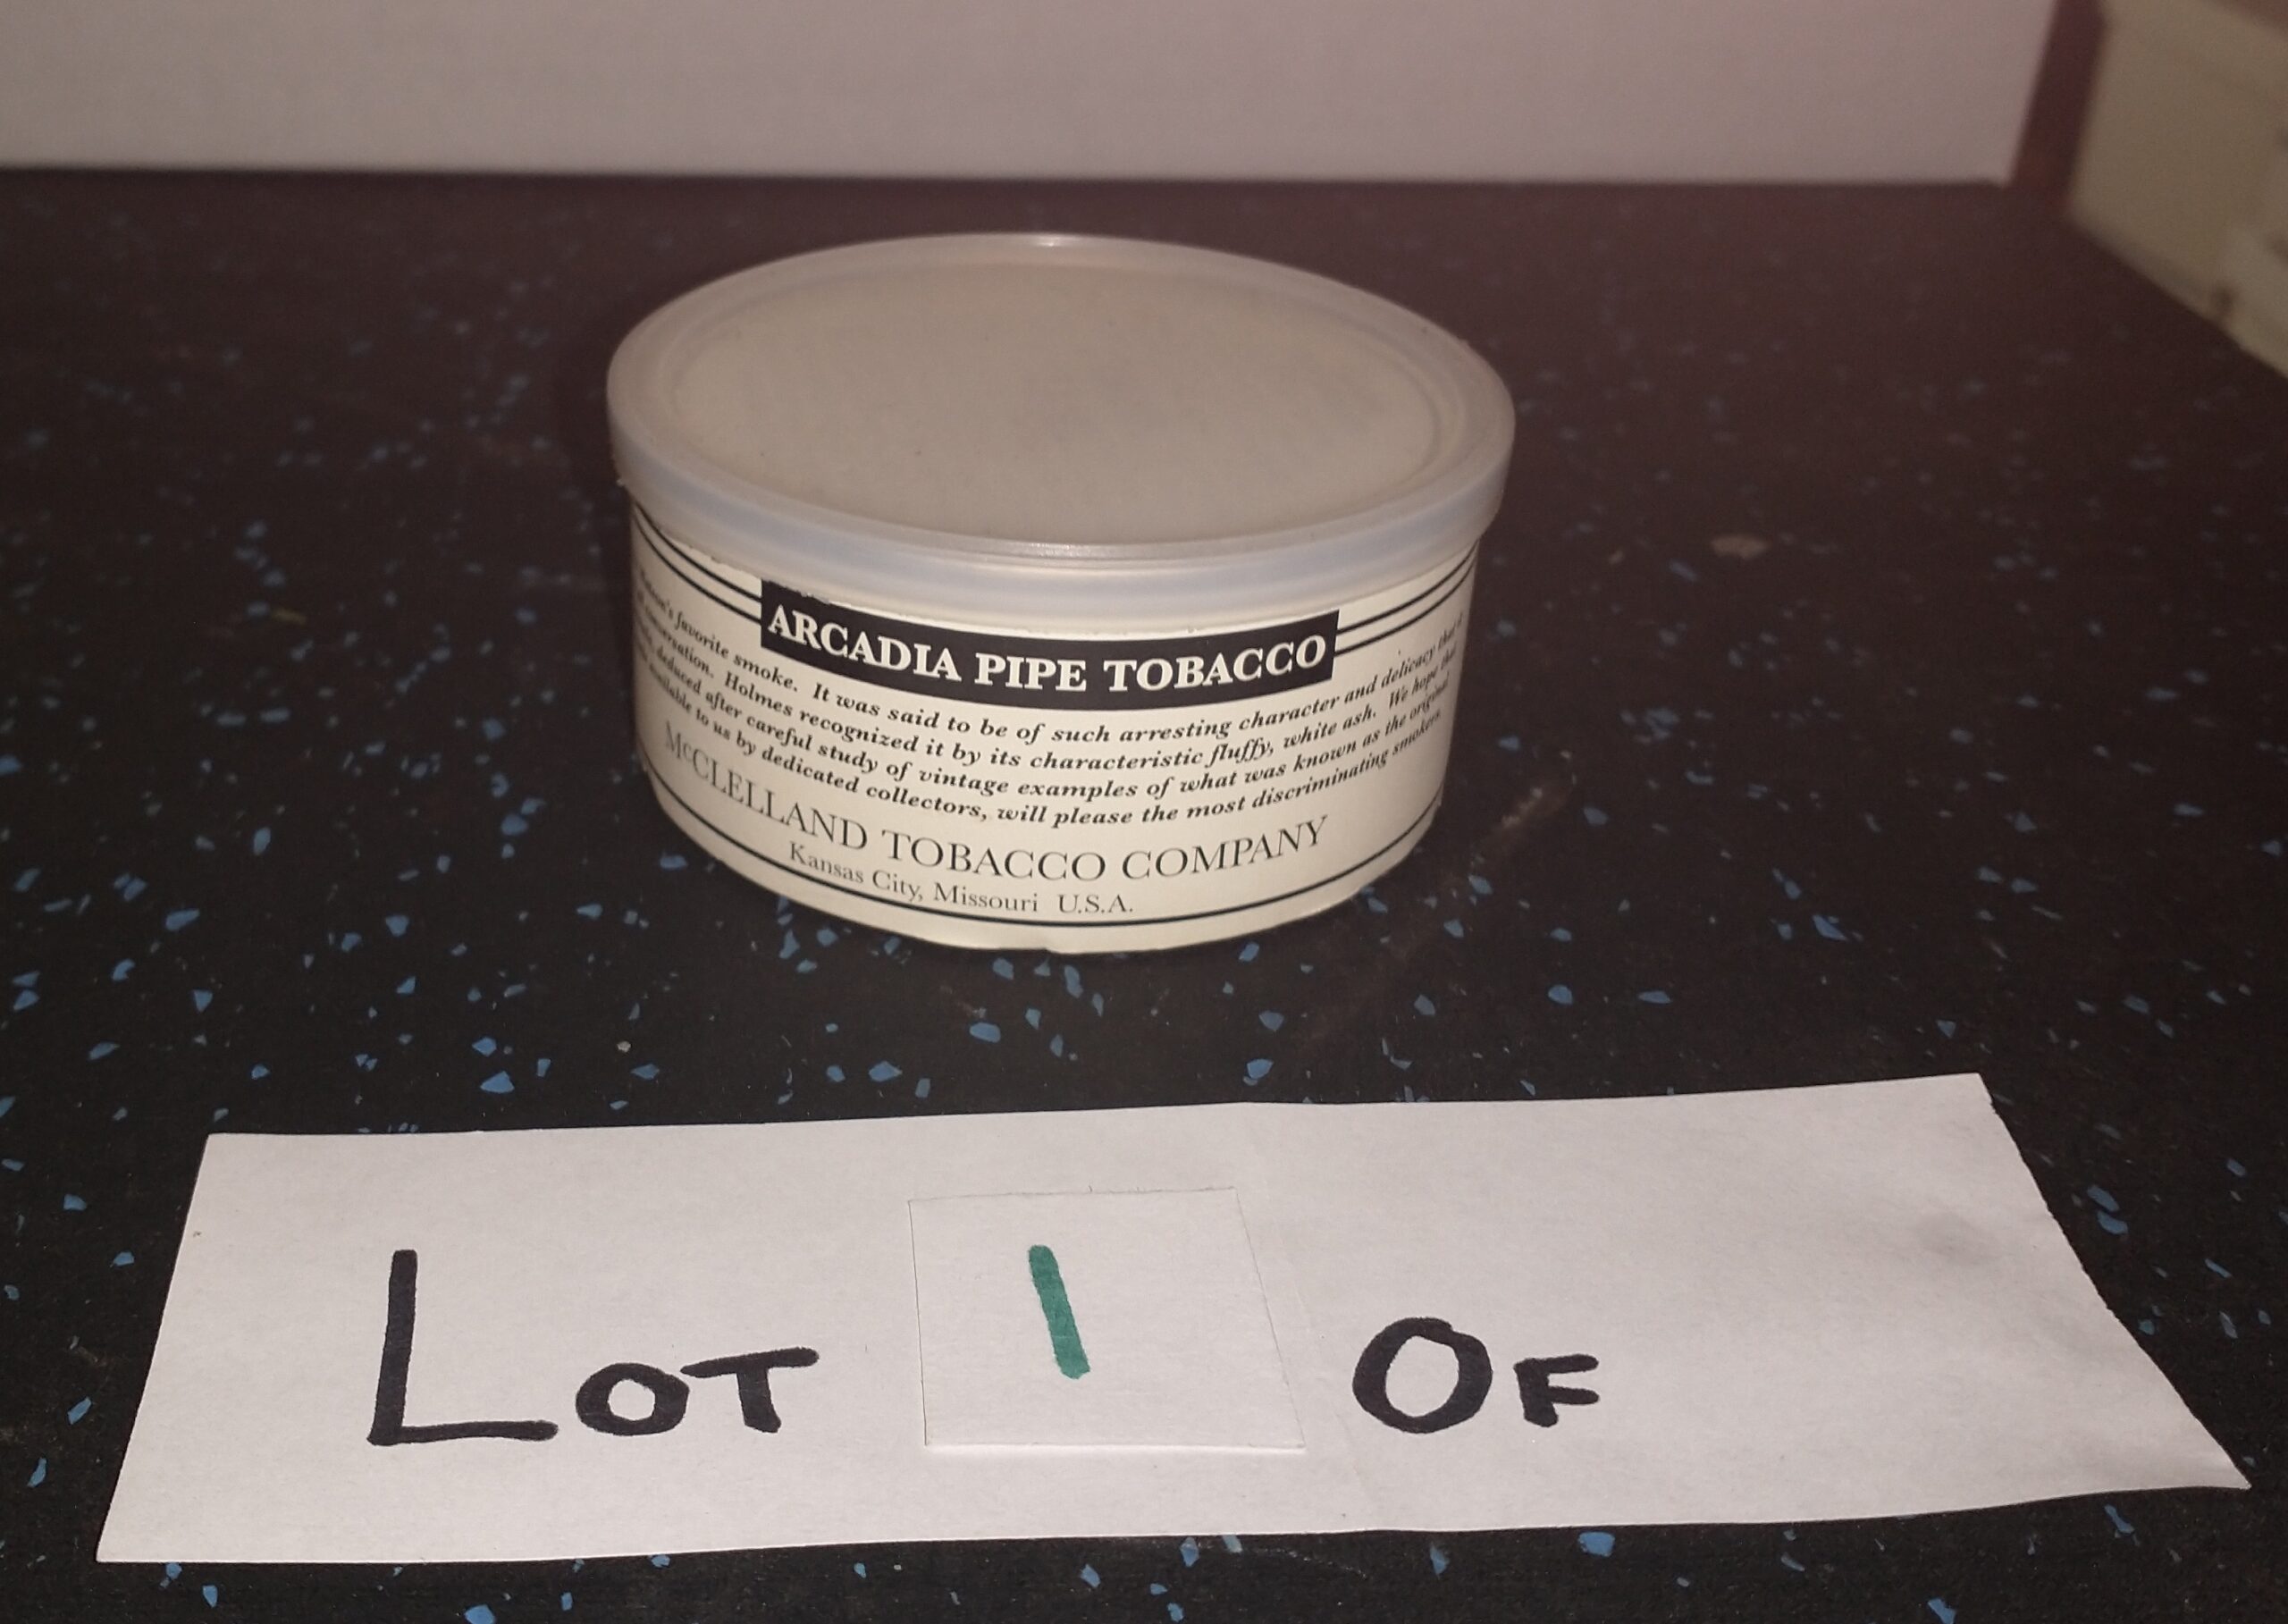 ARCADIA PIPE TOBACCO
favorite smoke. It was said to be of such arresting character and delicacy that a
conversation. Holmes recognized it by its characteristic fluffy, white ash. We hope that
deduced after careful study of vintage examples of what was known as the original
available to us by dedicated collectors, will please the most discriminating smokers.
McCLELLAND TOBACCO COMPANY
Kansas City, Missouri U.S.A.
LOT 1 OF